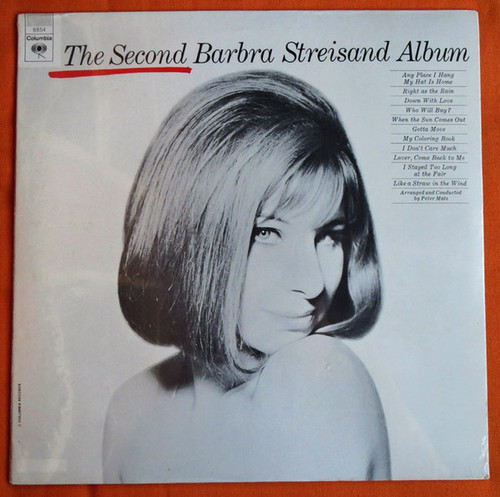 8854
Columbia
The Second Barbra Streisand Album
Any Place I Hang
My Hat Is Home
Right as the Rain
Down With Love
Who Will Buy?
When the Sun Comes Out
Gotta Move
My Coloring Book
I Don't Care Much
Lover, Come Back to Me
I Stayed Too Long
at the Fair
Like a Straw in the Wind
Arranged and Conducted
by Peter Matz